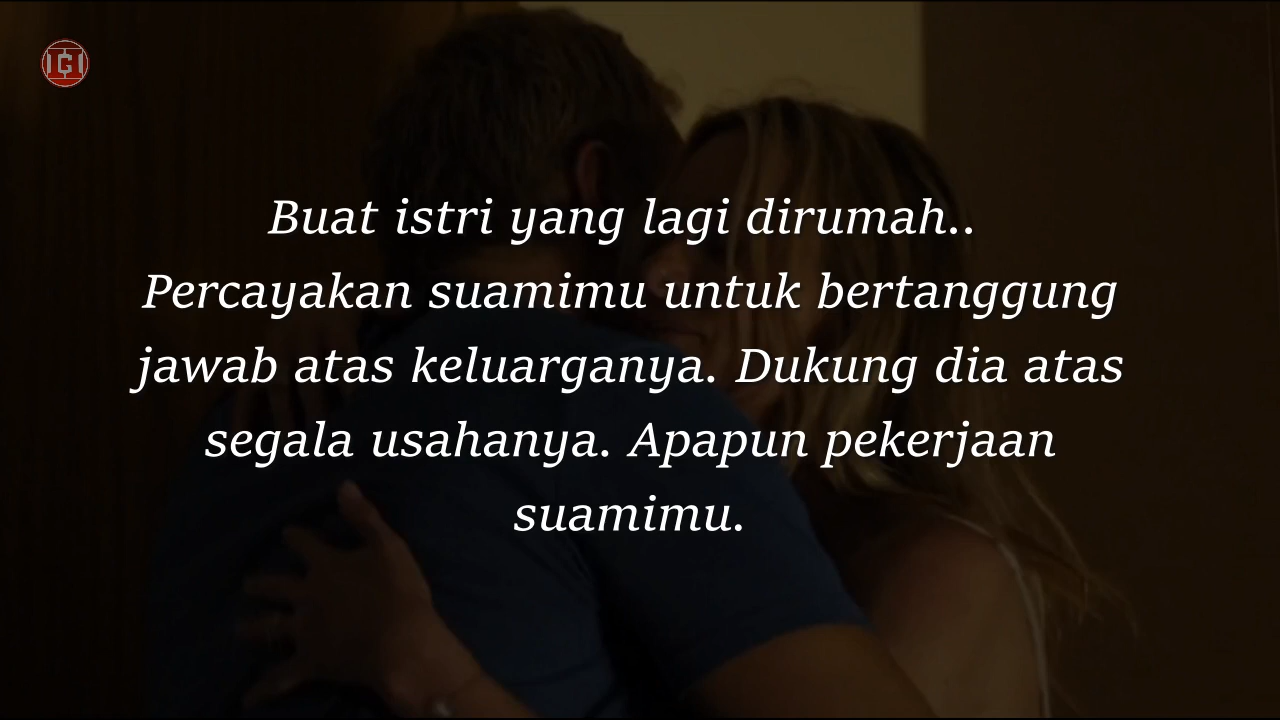 IGI
Buat istri yang lagi dirumah..
Percayakan suamimu untuk bertanggung
jawab atas keluarganya. Dukung dia atas
segala usahanya. Apapun pekerjaan
suamimu.